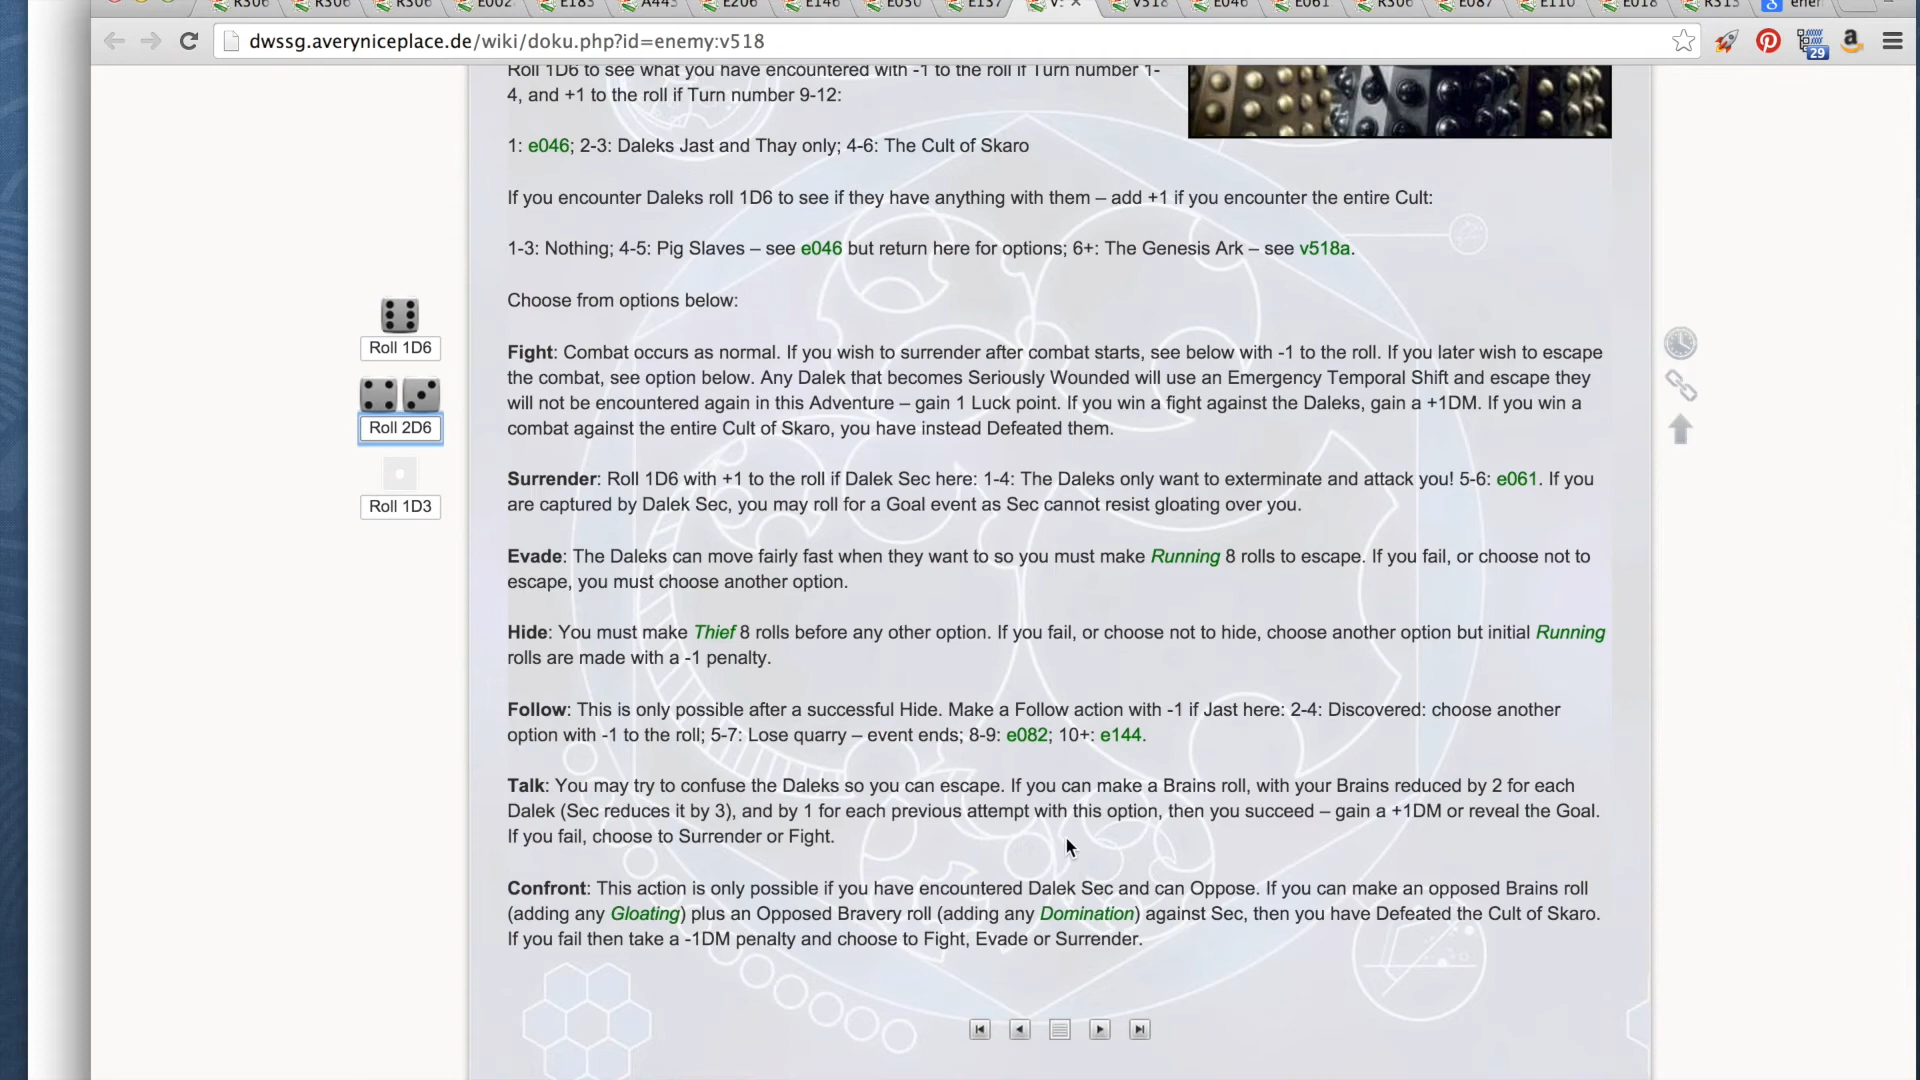 R306 R306 R306 E002 E183 A443 E206 E146 E050 E137 V: × V518 E046 E061 R306 E087 E110 E018 R313 ener
dwssg.averyniceplace.de/wiki/doku.php?id=enemy:v518
29
Roll 1D6 to see what you have encountered with -1 to the roll if Turn number 1-
4, and +1 to the roll if Turn number 9-12:
1: e046; 2-3: Daleks Jast and Thay only; 4-6: The Cult of Skaro
If you encounter Daleks roll 1D6 to see if they have anything with them – add +1 if you encounter the entire Cult:
1-3: Nothing; 4-5: Pig Slaves – see e046 but return here for options; 6+: The Genesis Ark – see v518a.
Choose from options below:
Roll 1D6
Roll 2D6
Roll 1D3
Fight: Combat occurs as normal. If you wish to surrender after combat starts, see below with -1 to the roll. If you later wish to escape
the combat, see option below. Any Dalek that becomes Seriously Wounded will use an Emergency Temporal Shift and escape they
will not be encountered again in this Adventure – gain 1 Luck point. If you win a fight against the Daleks, gain a +1DM. If you win a
combat against the entire Cult of Skaro, you have instead Defeated them.
Surrender: Roll 1D6 with +1 to the roll if Dalek Sec here: 1-4: The Daleks only want to exterminate and attack you! 5-6: e061. If you
are captured by Dalek Sec, you may roll for a Goal event as Sec cannot resist gloating over you.
Evade: The Daleks can move fairly fast when they want to so you must make Running 8 rolls to escape. If you fail, or choose not to
escape, you must choose another option.
Hide: You must make Thief 8 rolls before any other option. If you fail, or choose not to hide, choose another option but initial Running
rolls are made with a -1 penalty.
Follow: This is only possible after a successful Hide. Make a Follow action with -1 if Jast here: 2-4: Discovered: choose another
option with -1 to the roll; 5-7: Lose quarry – event ends; 8-9: e082; 10+: e144.
Talk: You may try to confuse the Daleks so you can escape. If you can make a Brains roll, with your Brains reduced by 2 for each
Dalek (Sec reduces it by 3), and by 1 for each previous attempt with this option, then you succeed – gain a +1DM or reveal the Goal.
If you fail, choose to Surrender or Fight.
Confront: This action is only possible if you have encountered Dalek Sec and can Oppose. If you can make an opposed Brains roll
(adding any Gloating) plus an Opposed Bravery roll (adding any Domination) against Sec, then you have Defeated the Cult of Skaro.
If you fail then take a -1DM penalty and choose to Fight, Evade or Surrender.